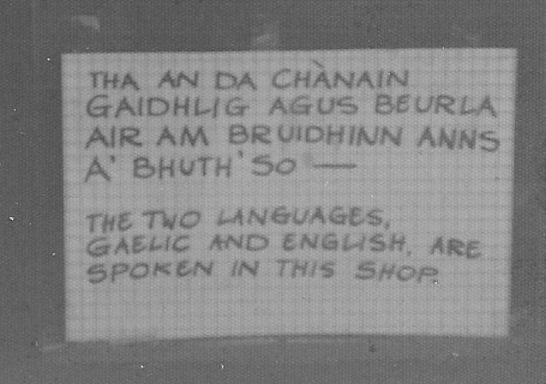 THA AN DA CHÀNAIN
GAIDHLIG AGUS BEURLA
AIR AM BRUIDHINN ANNS
A' BHUTH' SO —
THE TWO LANGUAGES,
GAELIC AND ENGLISH, ARE
SPOKEN IN THIS SHOP.